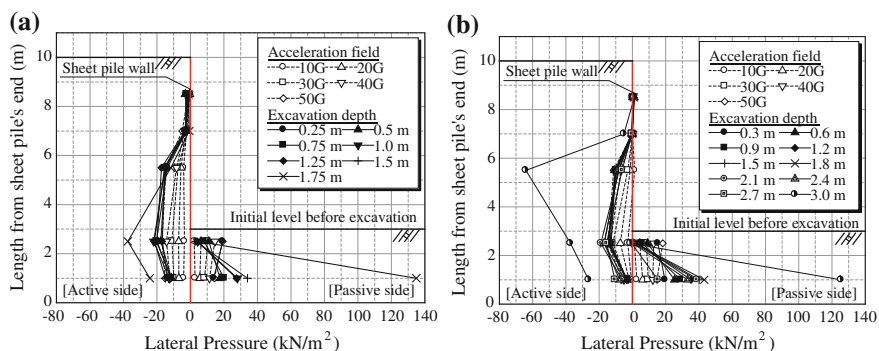 (a)
Length from sheet pile's end (m)
10
8
6
4
2
0
Sheet pile wall
Acceleration field
10G 20G
30G 40G
50G
Excavation depth
0.25 m 0.5 m
0.75 m 1.0 m
1.25 m 1.5 m
1.75 m
Initial level before excavation
[Active side] [Passive side]
-80 -60 -40 -20 0 20 40 60 80 100 120 140
Lateral Pressure (kN/m2)
(b)
Length from sheet pile's end (m)
10
8
6
4
2
0
Sheet pile wall
Acceleration field
10G 20G
30G 40G
50G
Excavation depth
0.3 m 0.6 m
0.9 m 1.2 m
1.5 m 1.8 m
2.1 m 2.4 m
2.7 m 3.0 m
Initial level before excavation
[Active side] [Passive side]
-80 -60 -40 -20 0 20 40 60 80 100 120 140
Lateral Pressure (kN/m2)